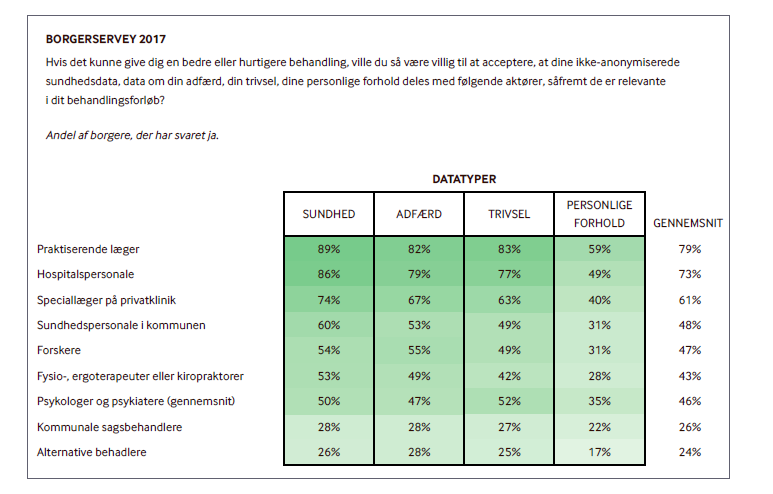 BORGERSERVEY 2017
Hvis det kunne give dig en bedre eller hurtigere behandling, ville du så være villig til at acceptere, at dine ikke-anonymiserede
sundhedsdata, data om din adfærd, din trivsel, dine personlige forhold deles med følgende aktører, såfremt de er relevante
i dit behandlingsforløb?
Andel af borgere, der har svaret ja.
DATATYPER
SUNDHED ADFÆRD TRIVSEL PERSONLIGE FORHOLD GENNEMSNIT
Praktiserende læger 89% 82% 83% 59% 79%
Hospitalspersonale 86% 79% 77% 49% 73%
Speciallæger på privatklinik 74% 67% 63% 40% 61%
Sundhedspersonale i kommunen 60% 53% 49% 31% 48%
Forskere 54% 55% 49% 31% 47%
Fysio-, ergoterapeuter eller kiropraktorer 53% 49% 42% 28% 43%
Psykologer og psykiatere (gennemsnit) 50% 47% 52% 35% 46%
Kommunale sagsbehandlere 28% 28% 27% 22% 26%
Alternative behadlere 26% 28% 25% 17% 24%